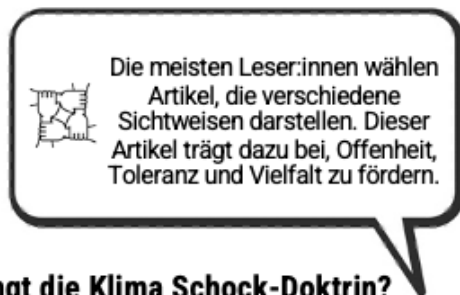 Die meisten Leser:innen wählen
Artikel, die verschiedene
Sichtweisen darstellen. Dieser
Artikel trägt dazu bei, Offenheit,
Toleranz und Vielfalt zu fördern.
die Klima Schock-Doktrin?